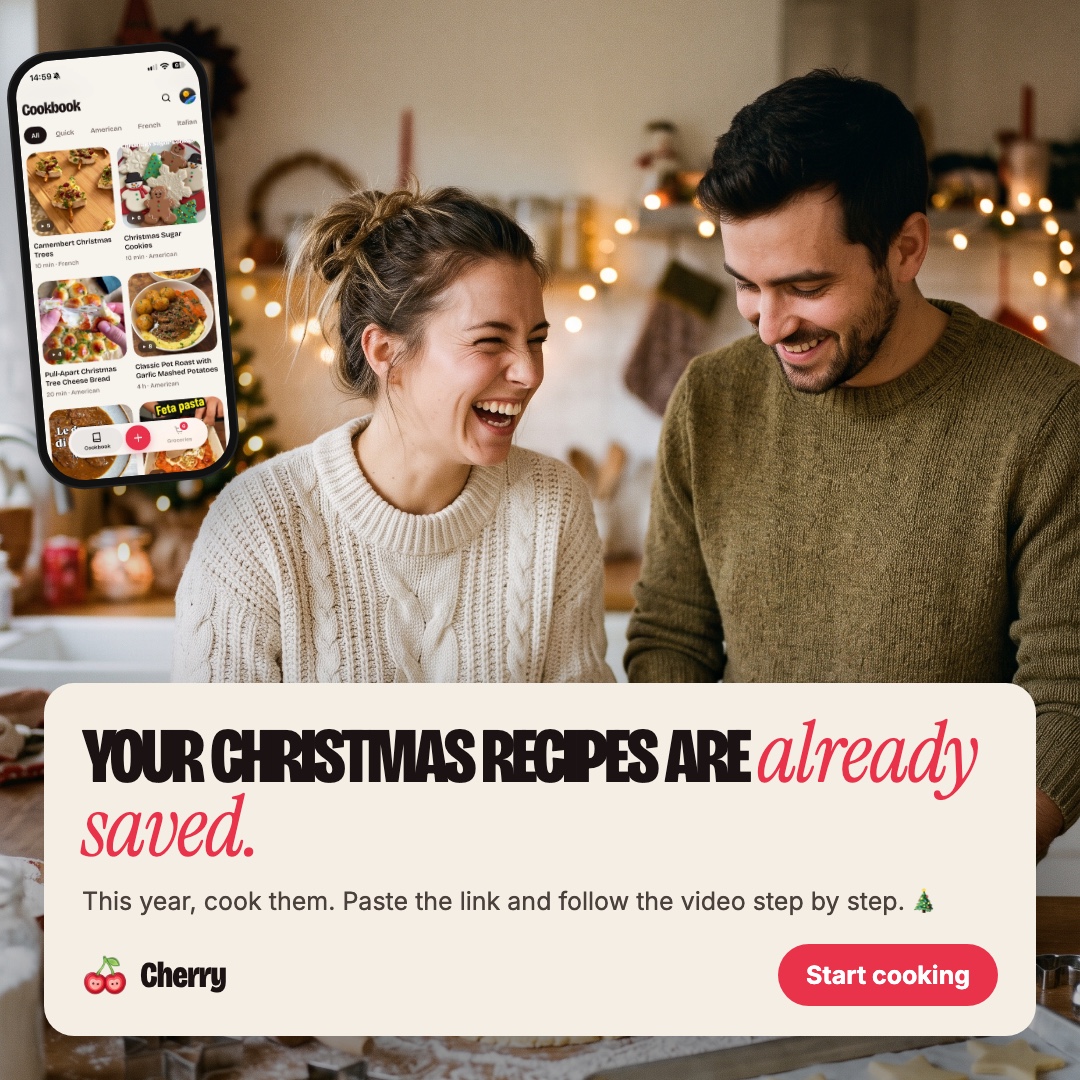 14:59
Cookbook
All Quick American French Italian
Camembert Christmas
Trees
10 min · French
Christmas Sugar
Cookies
10 min · American
Pull-Apart Christmas
Tree Cheese Bread
20 min · American
Classic Pot Roast with
Garlic Mashed Potatoes
4 h · American
Feta pasta
Cookbook
+
Groceries
YOUR CHRISTMAS RECIPES ARE already
saved.
This year, cook them. Paste the link and follow the video step by step. 🎄
Cherry
Start cooking